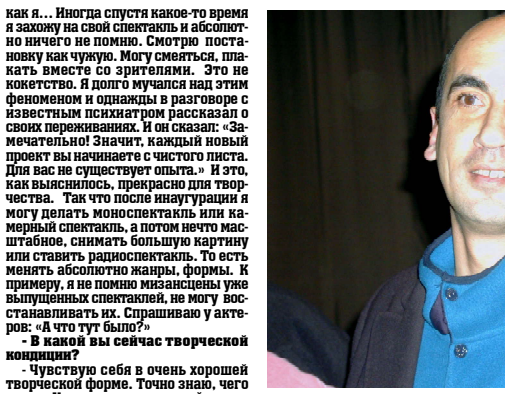 как я... Иногда спустя какое-то время
я захожу на свой спектакль и абсолют-
но ничего не помню. Смотрю поста-
новку как чужую. Могу смеяться, пла-
кать вместе со зрителями. Это не
кокетство. Я долго мучался над этим
феноменом и однажды в разговоре с
известным психиатром рассказал о
своих переживаниях. И он сказал: «За-
мечательно! Значит, каждый новый
проект вы начинаете с чистого листа.
Для вас не существует опыта.» И это,
как выяснилось, прекрасно для твор-
чества. Так что после инаугурации я
могу делать моноспектакль или ка-
мерный спектакль, а потом нечто мас-
штабное, снимать большую картину
или ставить радиоспектакль. То есть
менять абсолютно жанры, формы. К
примеру, я не помню мизансцены уже
выпущенных спектаклей, не могу вос-
станавливать их. Спрашиваю у акте-
ров: «А что тут было?»
- В какой вы сейчас творческой
кондиции?
- Чувствую себя в очень хорошей
творческой форме. Точно знаю, чего